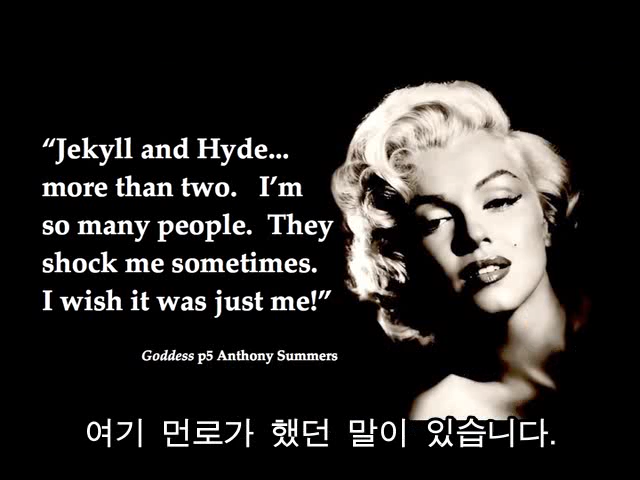 “Jekyll and Hyde...
more than two.   I’m
so many people.  They
shock me sometimes.
I wish it was just me!”
Goddess p5 Anthony Summers
여기 먼로가 했던 말이 있습니다.